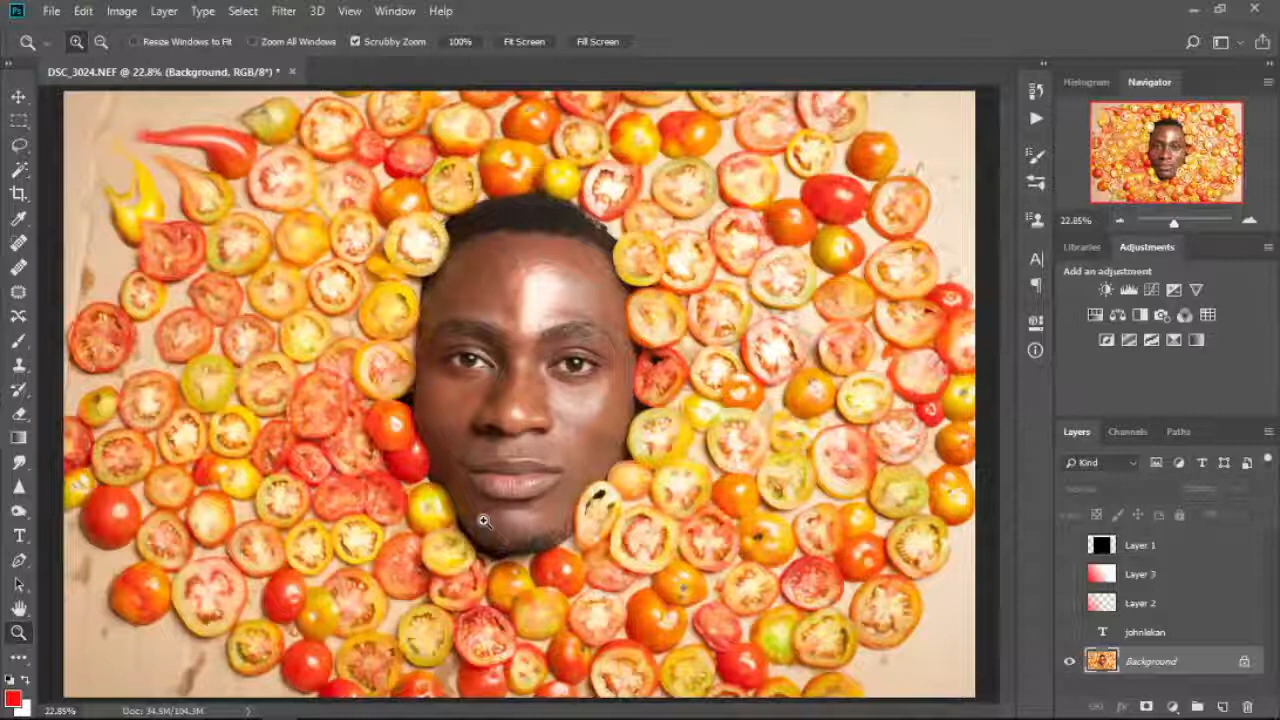 Ps File Edit Image Layer Type Select Filter 3D View Window Help
Resize Windows to Fit Zoom All Windows Scrubby Zoom 100% Fit Screen Fill Screen
DSC_3024.NEF @ 22.8% (Background, RGB/8*) *
Histogram Navigator
22.85%
Libraries Adjustments
Add an adjustment
Layers Channels Paths
Kind
Layer 1
Layer 3
Layer 2
T johnlekan
Background
22.85% Doc: 34.5M/104.3M